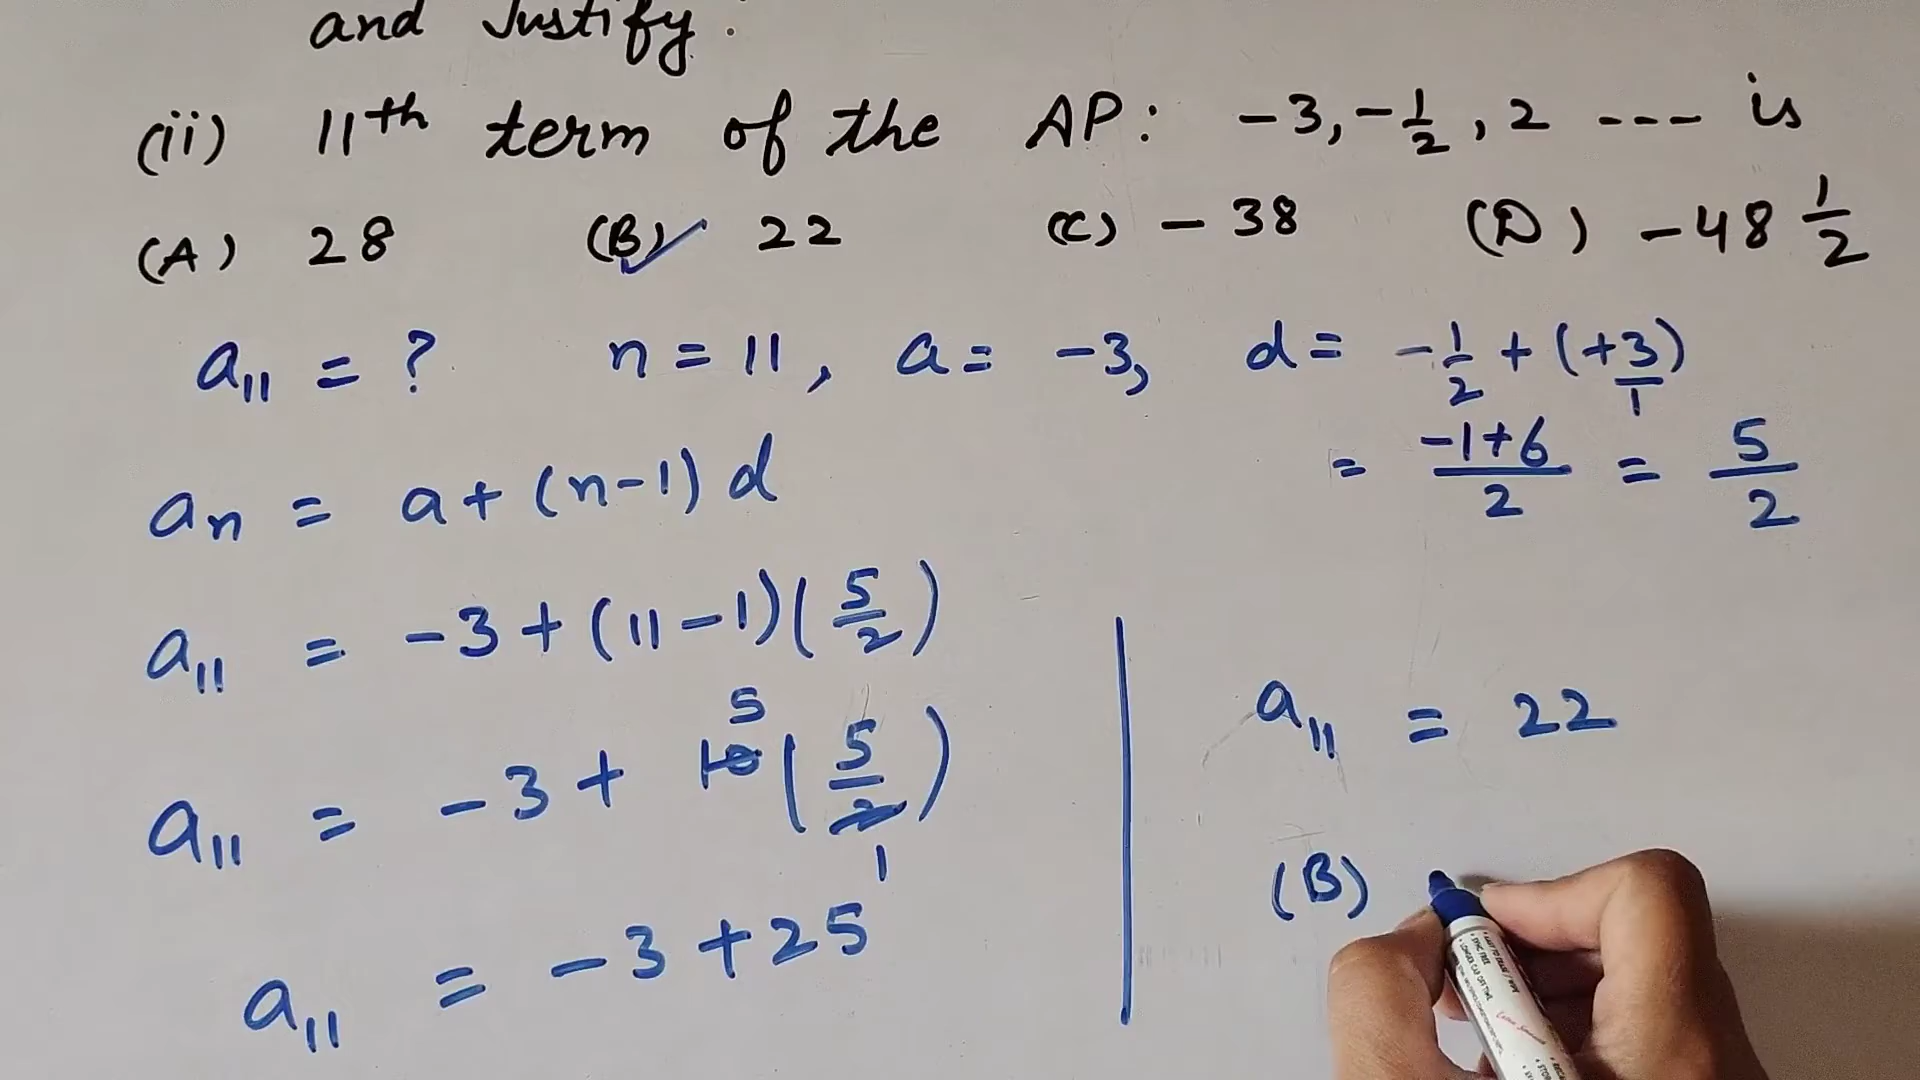 and Justify:
(ii) 11th term of the AP: -3, -1/2, 2 ---- is
(A) 28 (B) 22 (C) - 38 (D) -48 1/2
a11 = ? n = 11, a = -3, d = -1/2 + (+3/1)
= -1+6/2 = 5/2
an = a + (n-1) d
a11 = -3 + (11-1)(5/2)
5
a11 = -3 + 10 (5/2)
1
a11 = -3 + 25
a11 = 22
(B)